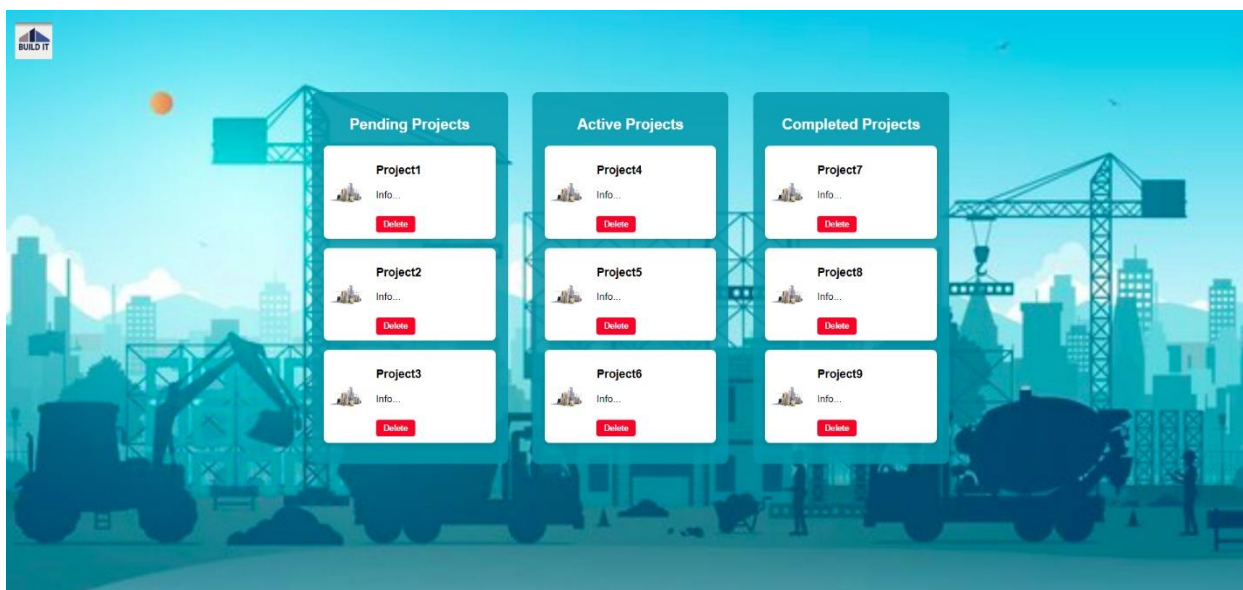 BUILD IT
Pending Projects
Project1
Info...
Delete
Project2
Info...
Delete
Project3
Info...
Delete
Active Projects
Project4
Info...
Delete
Project5
Info...
Delete
Project6
Info...
Delete
Completed Projects
Project7
Info...
Delete
Project8
Info...
Delete
Project9
Info...
Delete